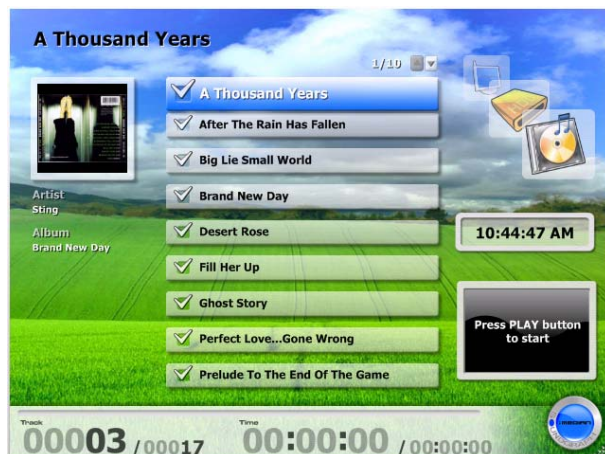 A Thousand Years
1/10
A Thousand Years
After The Rain Has Fallen
Big Lie Small World
Brand New Day
Desert Rose
Fill Her Up
Ghost Story
Perfect Love...Gone Wrong
Prelude To The End Of The Game
Artist
Sting
Album
Brand New Day
10:44:47 AM
Press PLAY button
to start
Track
00003 /00017
Time
00:00:00 / 00:00:00